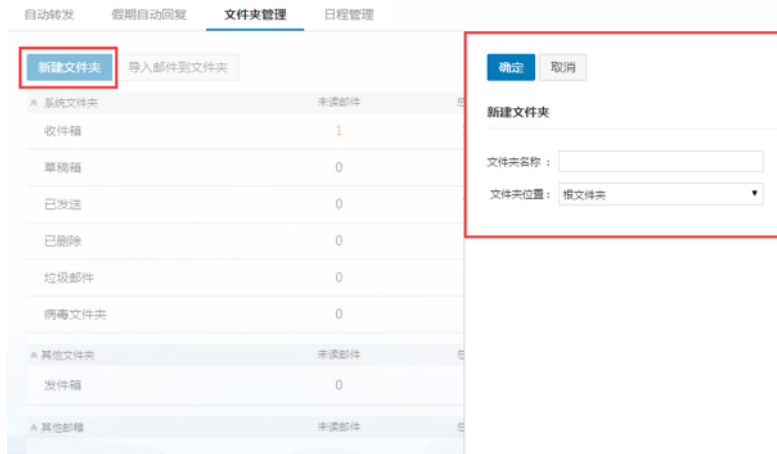 自动转发 假期自动回复 文件夹管理 日程管理
新建文件夹 导入邮件到文件夹
系统文件夹 未读邮件 总
收件箱 1
草稿箱 0
已发送 0
已删除 0
垃圾邮件 0
病毒文件夹 0
其他文件夹 未读邮件 总
发件箱 0
其他邮箱 未读邮件 总
确定 取消
新建文件夹
文件夹名称：
文件夹位置： 根文件夹